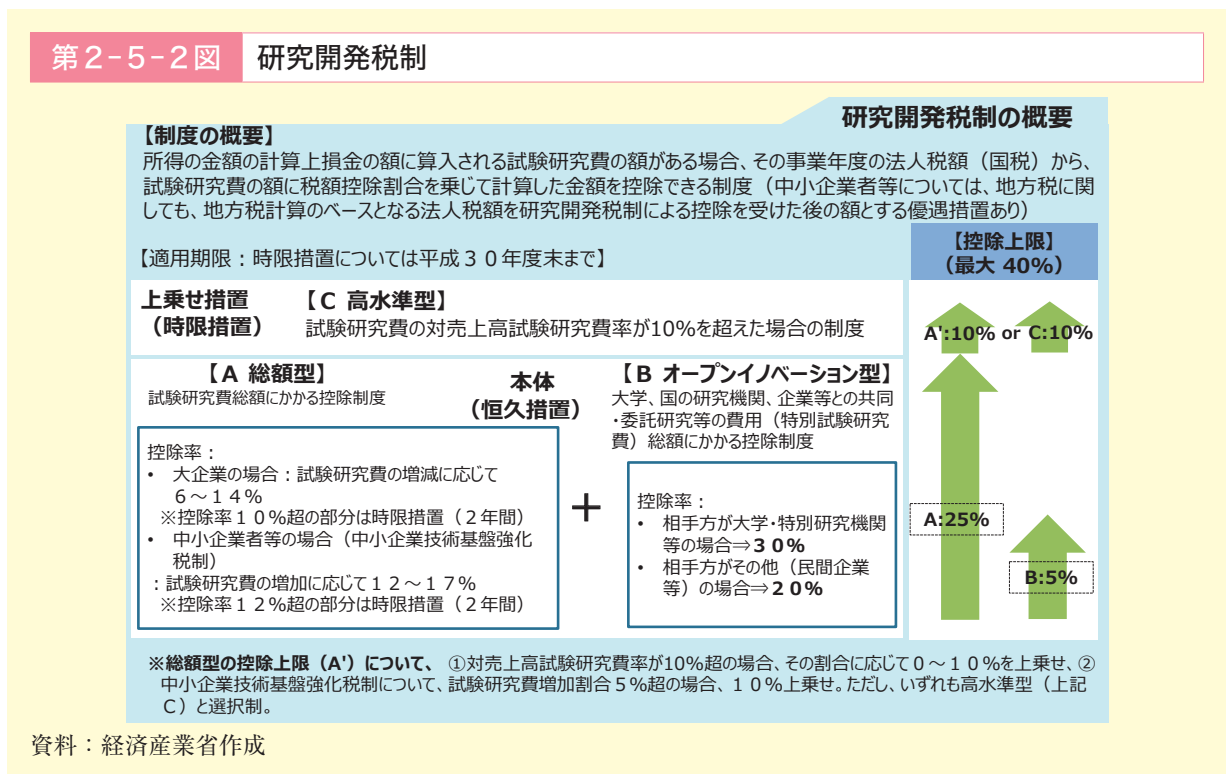 第2-5-2図　研究開発税制
研究開発税制の概要
【制度の概要】
所得の金額の計算上損金の額に算入される試験研究費の額がある場合、その事業年度の法人税額（国税）から、
試験研究費の額に税額控除割合を乗じて計算した金額を控除できる制度（中小企業者等については、地方税に関
しても、地方税計算のベースとなる法人税額を研究開発税制による控除を受けた後の額とする優遇措置あり）
【適用期限：時限措置については平成３０年度末まで】
【控除上限】
（最大 40%）
上乗せ措置
（時限措置）
【C 高水準型】
試験研究費の対売上高試験研究費率が10%を超えた場合の制度
A':10% or C:10%
【A 総額型】
試験研究費総額にかかる控除制度
本体
（恒久措置）
【B オープンイノベーション型】
大学、国の研究機関、企業等との共同
・委託研究等の費用（特別試験研究
費）総額にかかる控除制度
控除率：
• 大企業の場合：試験研究費の増減に応じて
６～１４%
※控除率１０%超の部分は時限措置（２年間）
• 中小企業者等の場合（中小企業技術基盤強化
税制）
：試験研究費の増加に応じて１２～１７%
※控除率１２%超の部分は時限措置（２年間）
＋
控除率：
• 相手方が大学・特別研究機関
等の場合⇒３０%
• 相手方がその他（民間企業
等）の場合⇒２０%
A:25%
B:5%
※総額型の控除上限（A'）について、 ①対売上高試験研究費率が10%超の場合、その割合に応じて０～１０%を上乗せ、②
中小企業技術基盤強化税制について、試験研究費増加割合５%超の場合、１０%上乗せ。ただし、いずれも高水準型（上記
C）と選択制。
資料：経済産業省作成